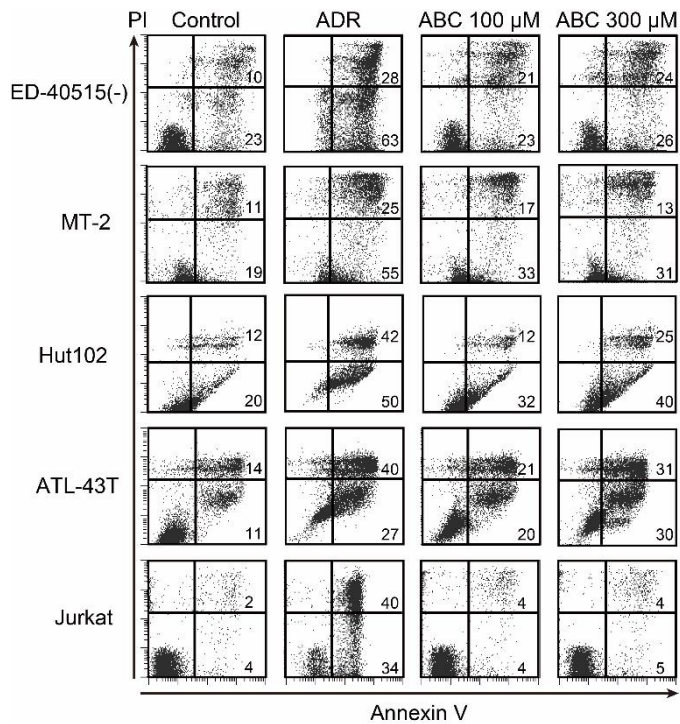 PI Control ADR ABC 100 μM ABC 300 μM
10 28 21 24
ED-40515(-)
23 63 23 26
11 25 17 13
MT-2
19 55 33 31
12 42 12 25
Hut102
20 50 32 40
14 40 21 31
ATL-43T
11 27 20 30
2 40 4 4
Jurkat
4 34 4 5
Annexin V